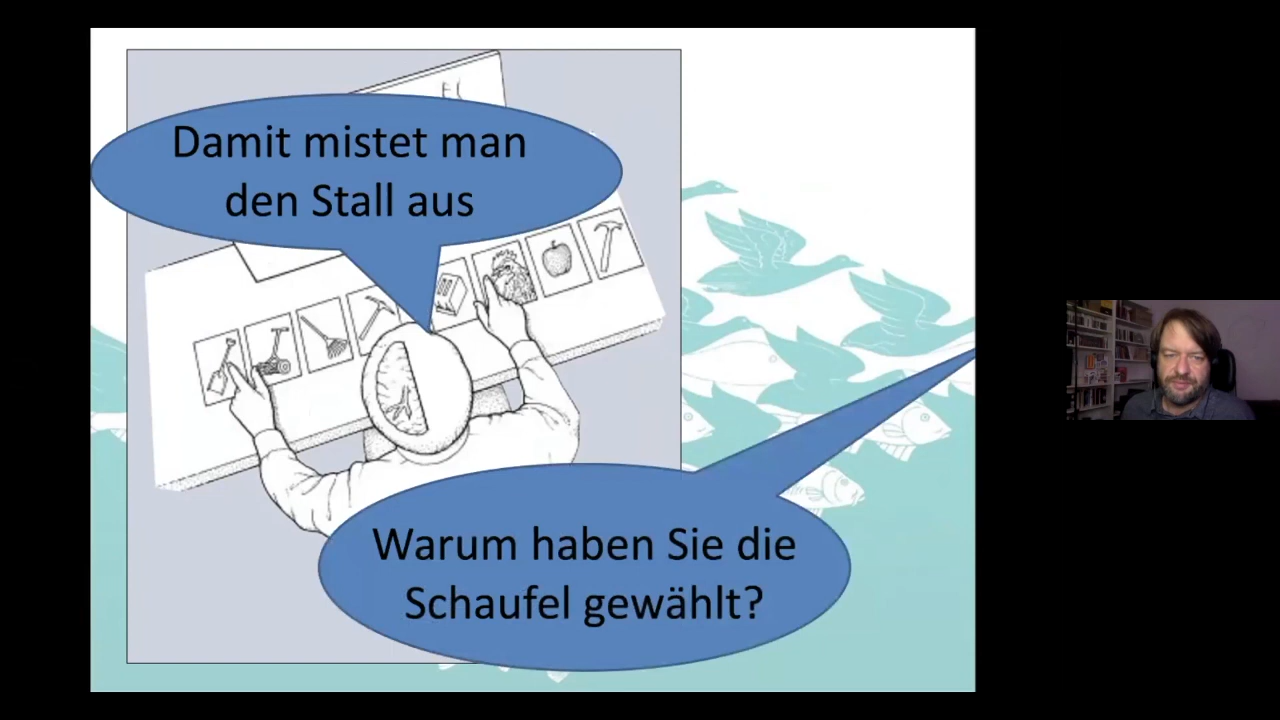 Damit mistet man
den Stall aus
Warum haben Sie die
Schaufel gewählt?